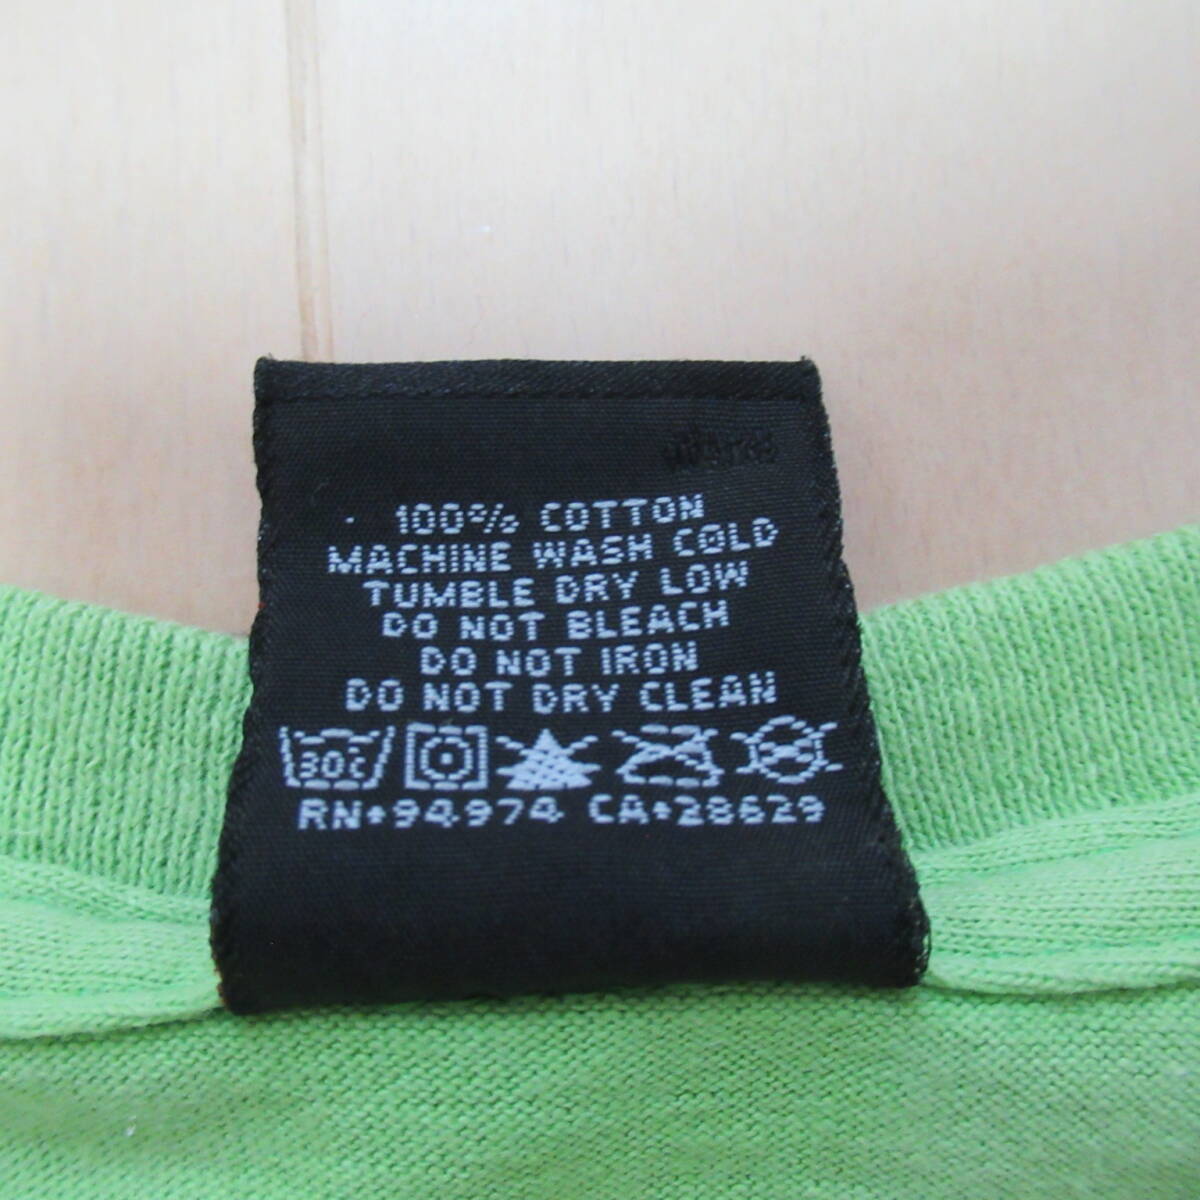 100% COTTON
MACHINE WASH COLD
TUMBLE DRY LOW
DO NOT BLEACH
DO NOT IRON
DO NOT DRY CLEAN
30°C
RN•94974 CA•28629